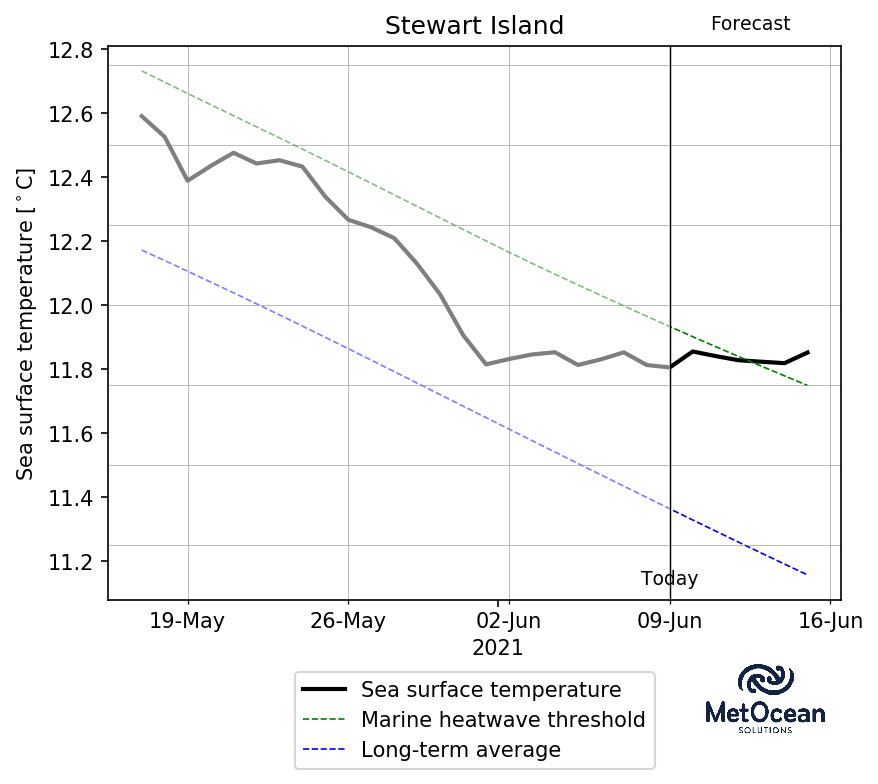 Stewart Island
Forecast
12.8
12.6
12.4
12.2
12.0
11.8
11.6
11.4
11.2
Sea surface temperature [°C]
Today
19-May
26-May
02-Jun
09-Jun
16-Jun
2021
Sea surface temperature
Marine heatwave threshold
Long-term average
MetOcean
SOLUTIONS